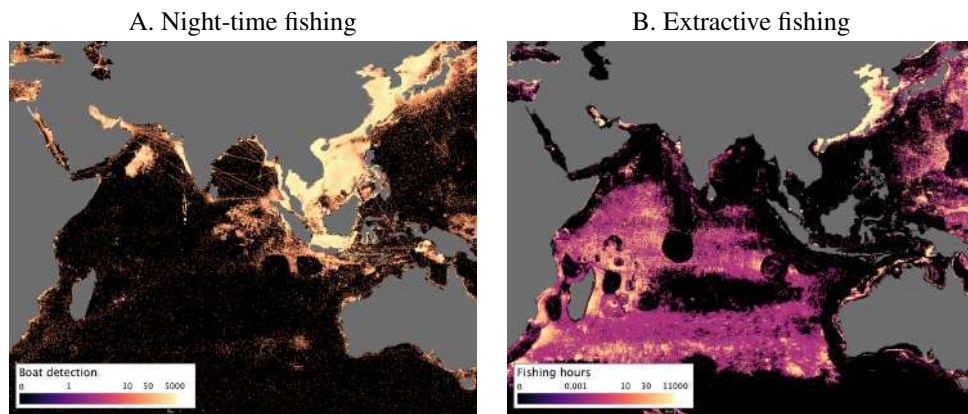 A. Night-time fishing
B. Extractive fishing
Boat detection
0 1 10 50 5000
Fishing hours
0 0.001 10 30 11000